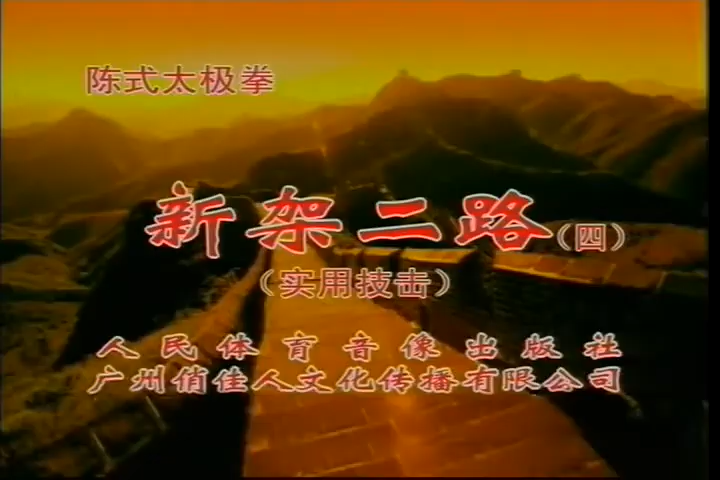 陈式太极拳
新架二路(四)
(实用技击)
人民体育音像出版社
广州俏佳人文化传播有限公司